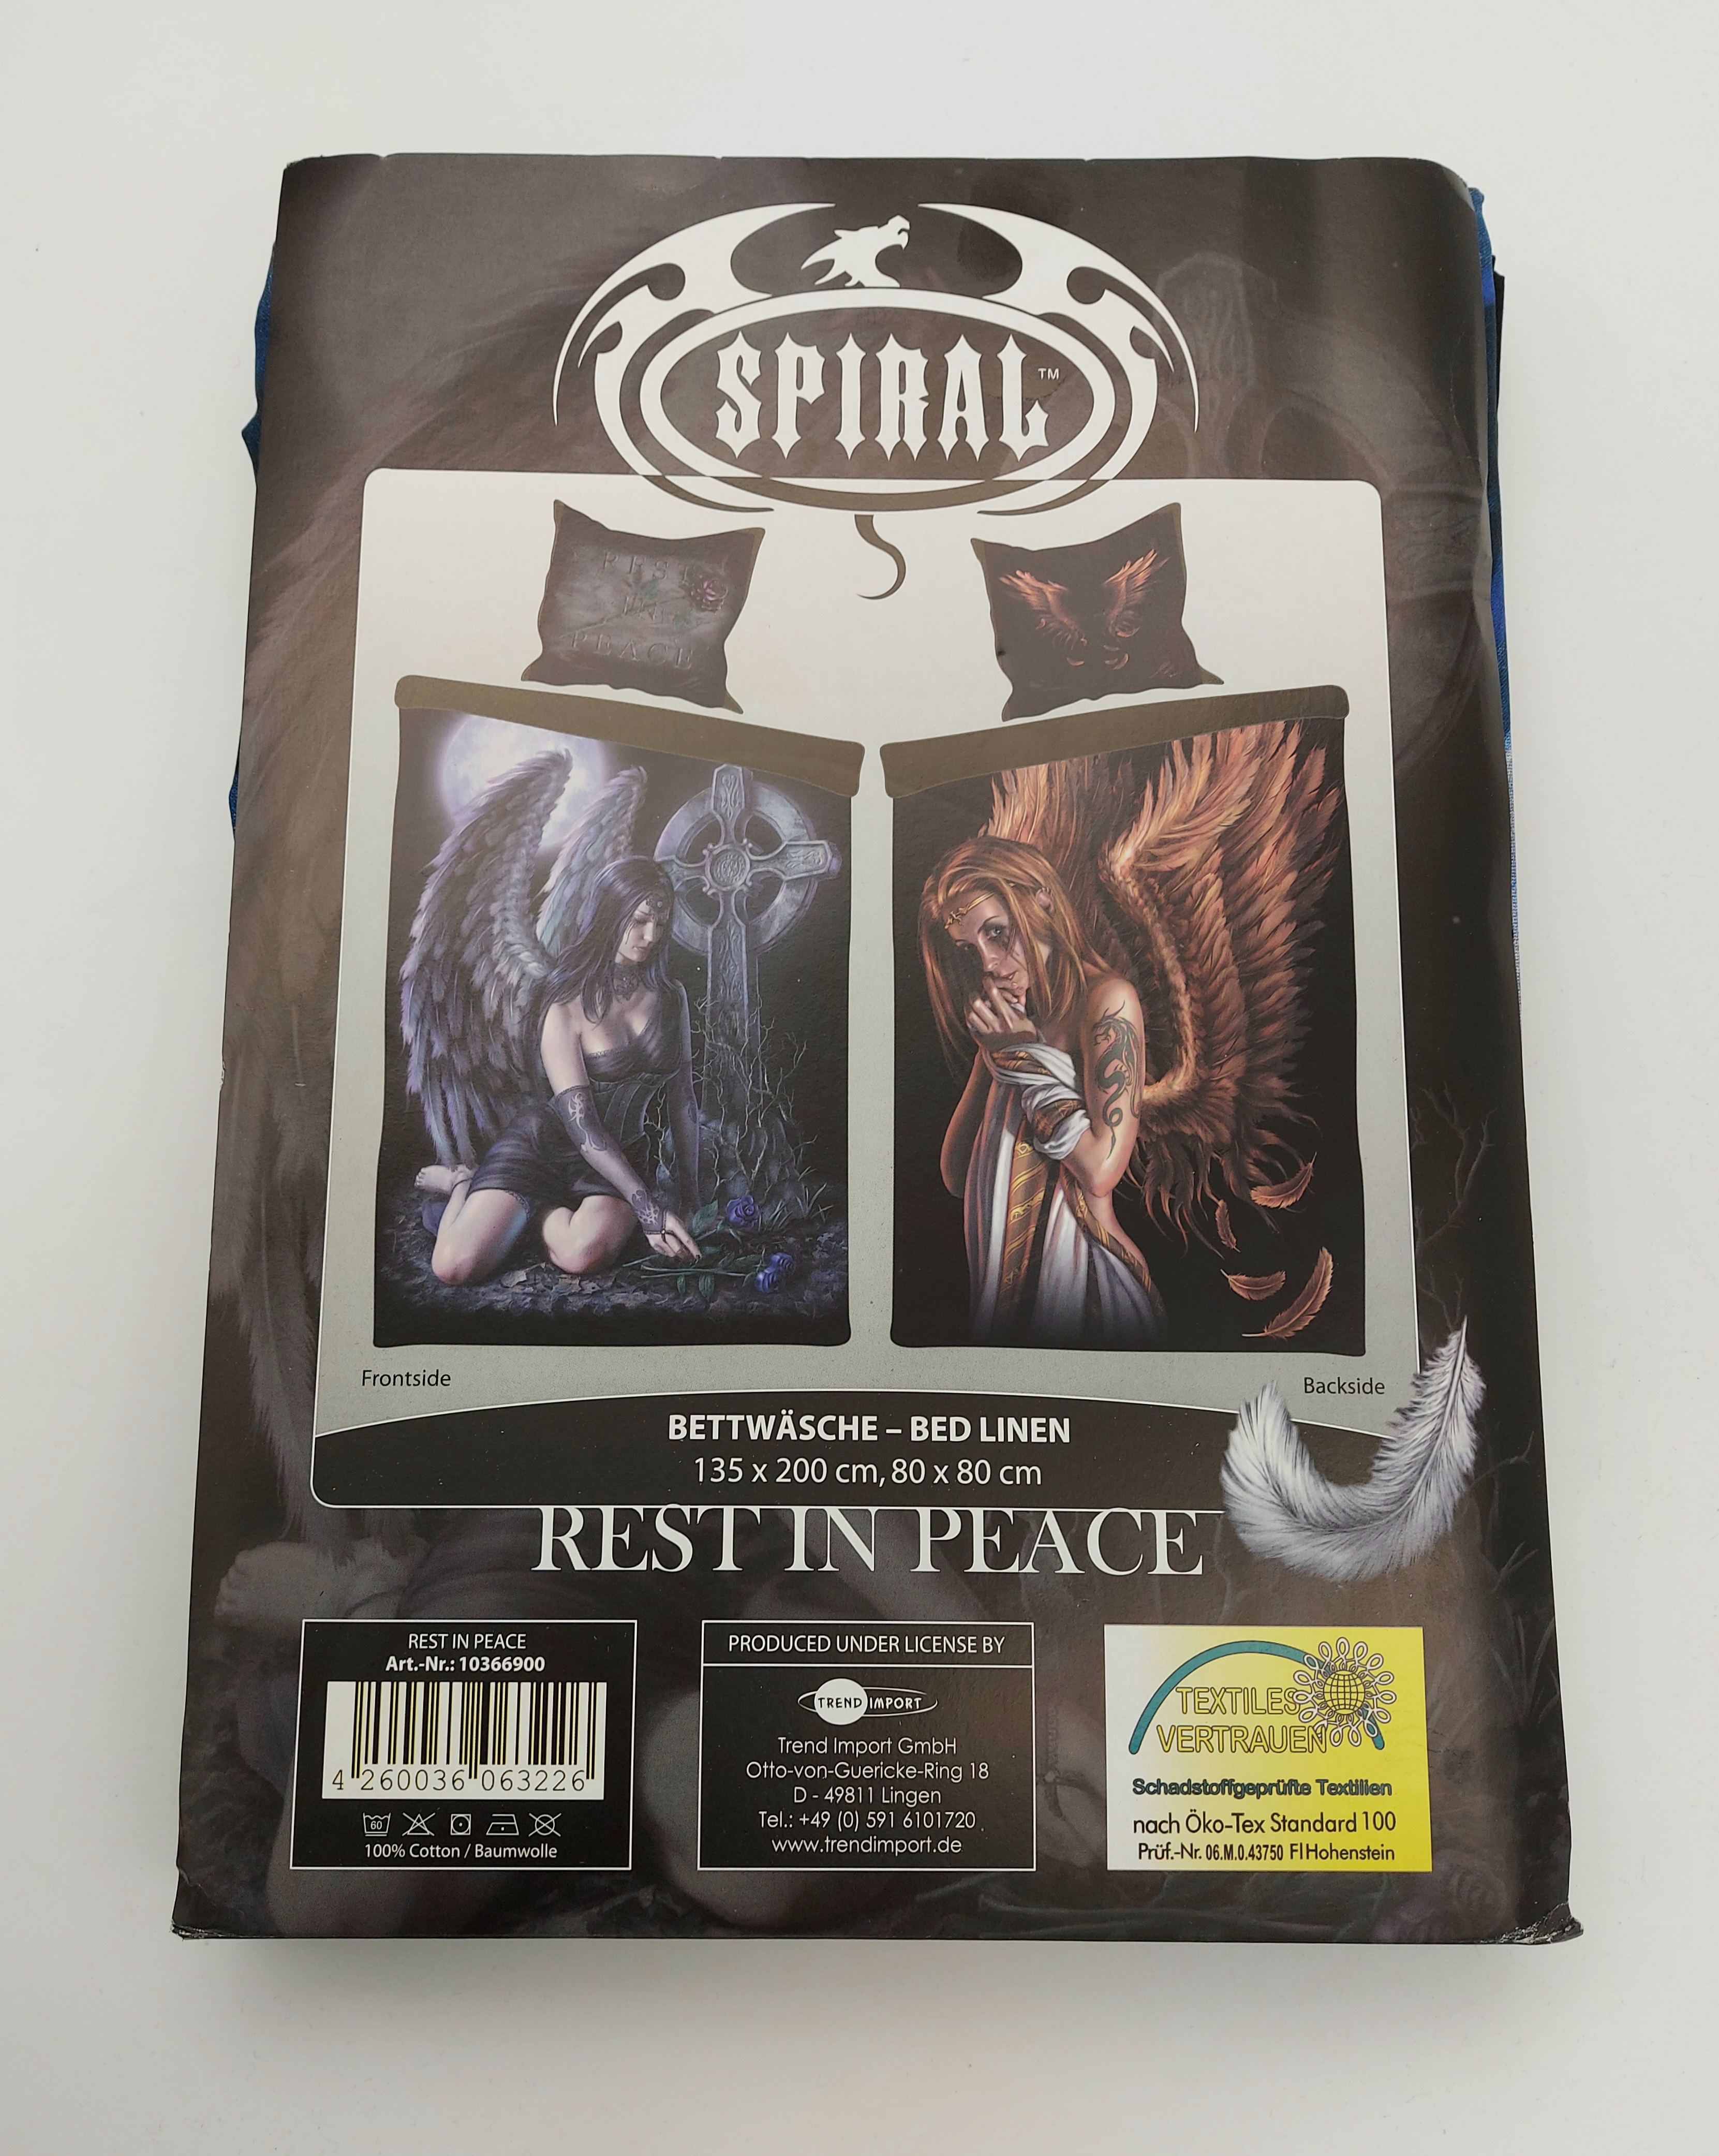 SPIRAL™
REST
IN
PEACE
Frontside
Backside
BETTWÄSCHE – BED LINEN
135 x 200 cm, 80 x 80 cm
REST IN PEACE
REST IN PEACE
Art.-Nr.: 10366900
4 260036 063226
60
100% Cotton / Baumwolle
PRODUCED UNDER LICENSE BY
TREND IMPORT
Trend Import GmbH
Otto-von-Guericke-Ring 18
D - 49811 Lingen
Tel.: +49 (0) 591 6101720
www.trendimport.de
TEXTILES
VERTRAUEN
Schadstoffgeprüfte Textilien
nach Öko-Tex Standard 100
Prüf.-Nr. 06.M.0.43750 FI Hohenstein